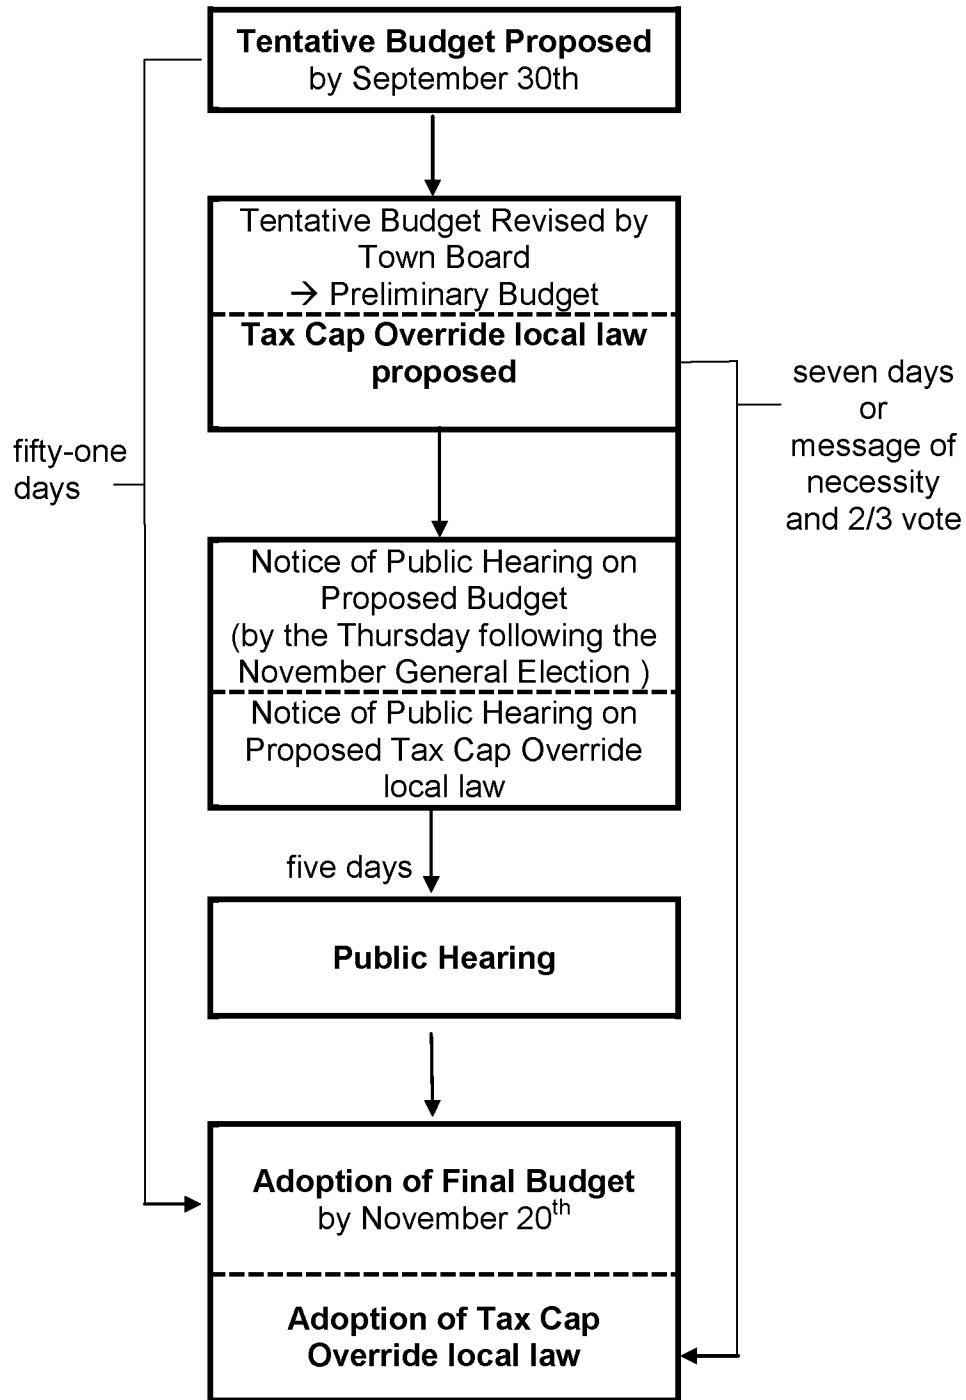 Tentative Budget Proposed
by September 30th
Tentative Budget Revised by
Town Board
→ Preliminary Budget
Tax Cap Override local law
proposed
seven days
or
message of
necessity
and 2/3 vote
fifty-one
days
Notice of Public Hearing on
Proposed Budget
(by the Thursday following the
November General Election )
Notice of Public Hearing on
Proposed Tax Cap Override
local law
five days
Public Hearing
Adoption of Final Budget
by November 20th
Adoption of Tax Cap
Override local law